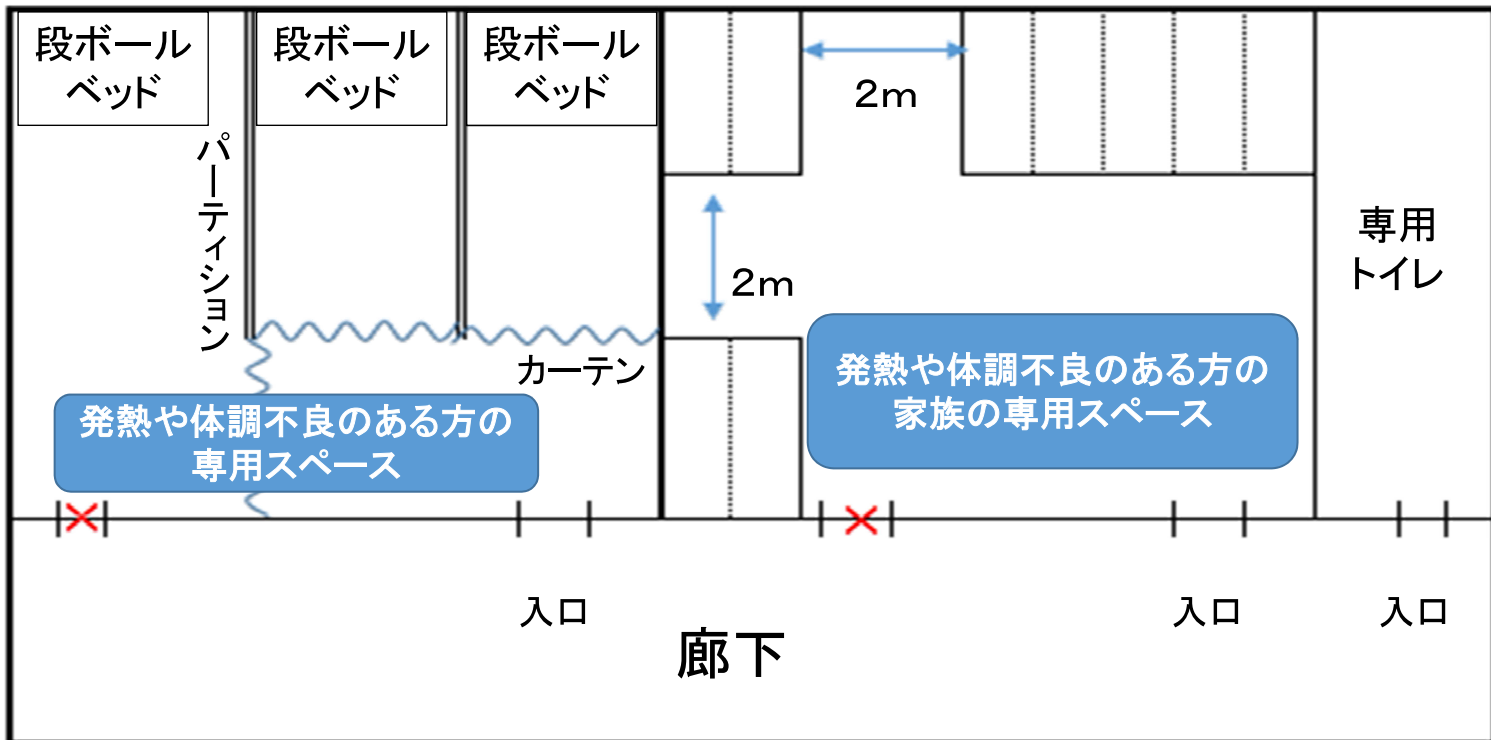 段ボール
ベッド
段ボール
ベッド
段ボール
ベッド
パーティション
カーテン
2m
2m
専用
トイレ
発熱や体調不良のある方の
専用スペース
発熱や体調不良のある方の
家族の専用スペース
入口
入口
入口
廊下